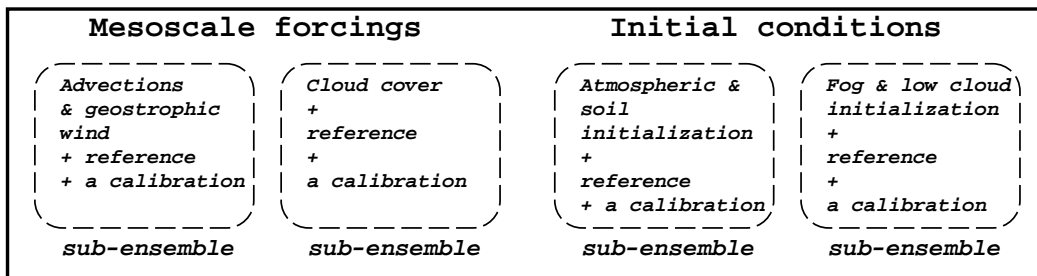 Mesoscale forcings
Initial conditions
Advections
& geostrophic
wind
+ reference
+ a calibration
sub-ensemble
Cloud cover
+
reference
+
a calibration
sub-ensemble
Atmospheric &
soil
initialization
+
reference
+ a calibration
sub-ensemble
Fog & low cloud
initialization
+
reference
+
a calibration
sub-ensemble